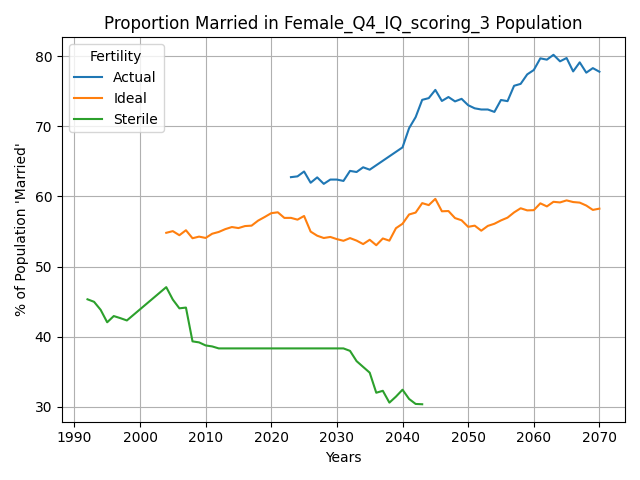 Proportion Married in Female_Q4_IQ_scoring_3 Population
Fertility
Actual
Ideal
Sterile
% of Population 'Married'
80
70
60
50
40
30
1990 2000 2010 2020 2030 2040 2050 2060 2070
Years